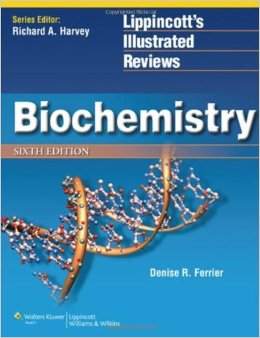 Series Editor:
Richard A. Harvey
Lippincott's
Illustrated
Reviews
Biochemistry
SIXTH EDITION
Denise R. Ferrier
Wolters Kluwer
Health
Lippincott
Williams & Wilkins